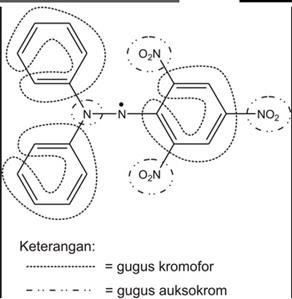 O₂N
N
N•
NO₂
O₂N
Keterangan:
= gugus kromofor
= gugus auksokrom